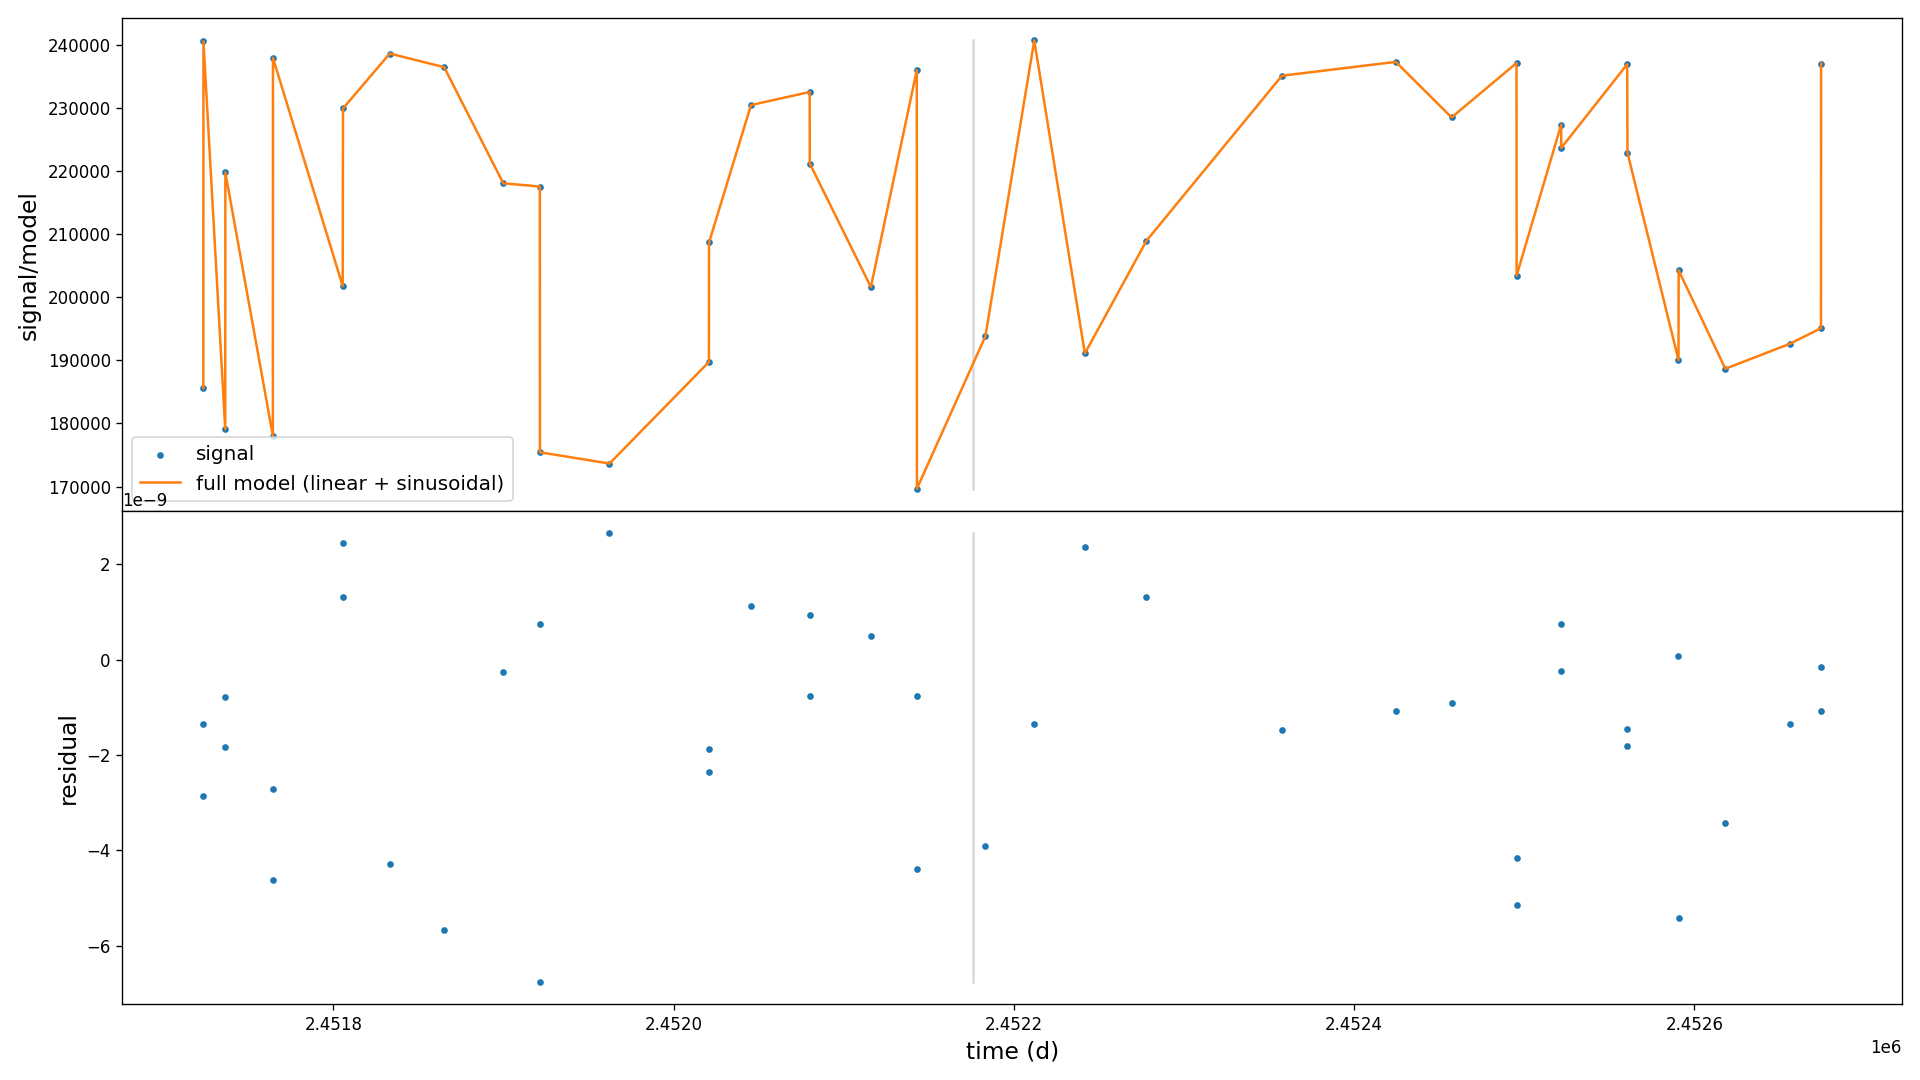 240000
230000
220000
210000
200000
190000
180000
170000
signal/model
signal
full model (linear + sinusoidal)
1e−9
2
0
−2
−4
−6
residual
2.4518
2.4520
2.4522
2.4524
2.4526
time (d)
1e6